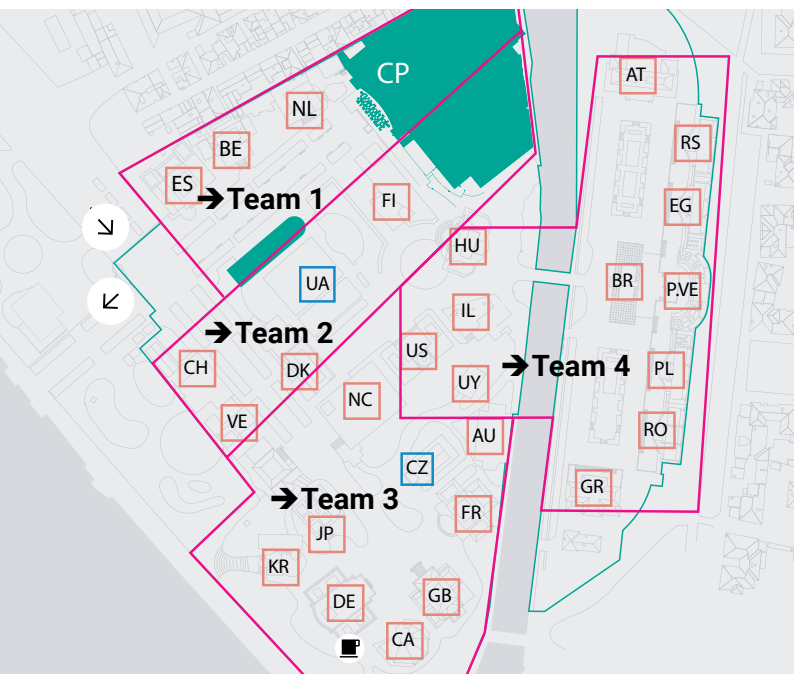 CP
AT
NL
RS
BE
ES
➔Team 1
FI
EG
HU
UA
BR
P.VE
IL
➔Team 2
US
CH
DK
➔Team 4
PL
UY
NC
VE
AU
RO
CZ
GR
➔Team 3
FR
JP
KR
DE
GB
CA